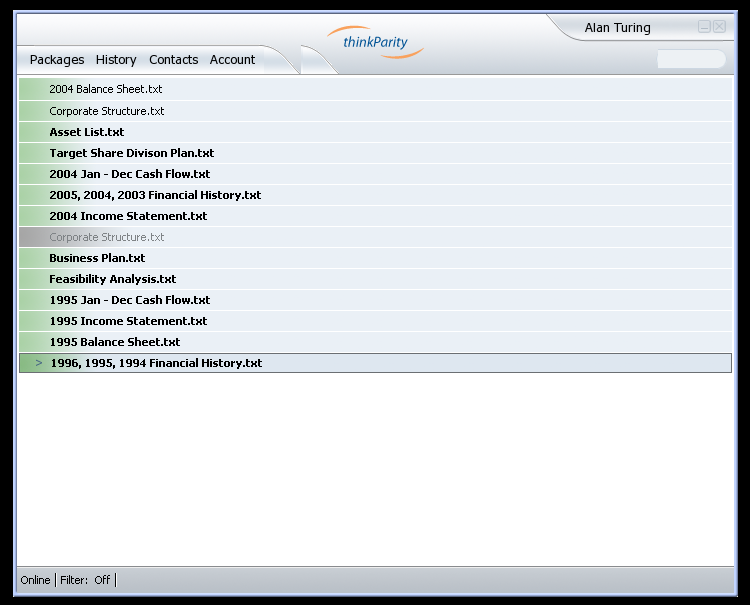 Alan Turing
thinkParity
Packages History Contacts Account
2004 Balance Sheet.txt
Corporate Structure.txt
Asset List.txt
Target Share Divison Plan.txt
2004 Jan - Dec Cash Flow.txt
2005, 2004, 2003 Financial History.txt
2004 Income Statement.txt
Corporate Structure.txt
Business Plan.txt
Feasibility Analysis.txt
1995 Jan - Dec Cash Flow.txt
1995 Income Statement.txt
1995 Balance Sheet.txt
> 1996, 1995, 1994 Financial History.txt
Online | Filter: Off |